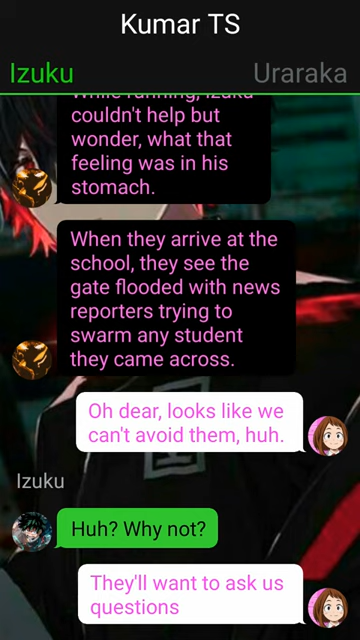 Kumar TS
Izuku
Uraraka
While running, Izuku
couldn't help but
wonder, what that
feeling was in his
stomach.
When they arrive at the
school, they see the
gate flooded with news
reporters trying to
swarm any student
they came across.
Oh dear, looks like we
can't avoid them, huh.
Izuku
Huh? Why not?
They'll want to ask us
questions